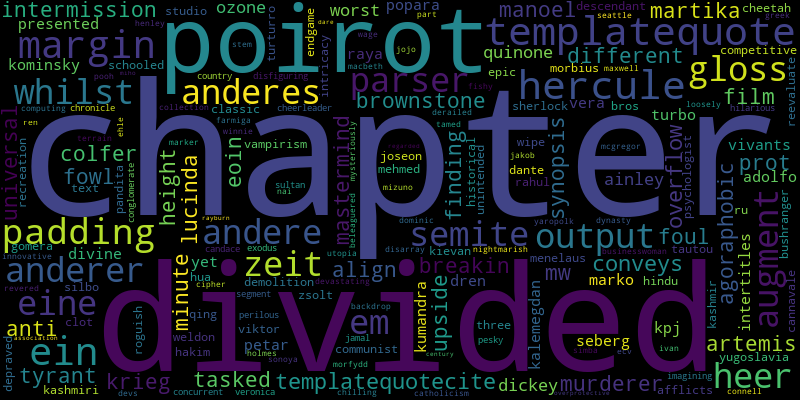 intermission
poirot
studio
ozone
worst
popara
manoel
descendant
martika
cheetah
presented
margin
turturro
endgame
dare
henley
part
templatequote
seattle
greek
kominsky
schooled
stem
intricacy
wage
jojo
raya
quinone
different
competitive
whilst
anderes
country
disfiguring
macbeth
parser
epic
morbius
maxwell
gloss
pooh
computing
chronicle
collection
classic
cheerleader
brownstone
hercule
film
reevaluate
universal
ren
ehle
farmiga
fishy
derailed
sherlock
vera
bros
turbo
loosely
hilarious
chapter
colfer
terrain
height
marker
eoin
winnie
vampirism
mastermind
mysteriously
tamed
wipe
mcgregor
synopsis
overflow
psychologist
vivants
recreation
fowl
text
pandita
conglomerate
lucinda
sultan
nai
joseon
mehmed
mizuno
finding
historical
unintended
jakob
dante
rahul
ainley
prot
adolfo
padding
rayburn
andere
beleaguered
dominic
yaropolk
dynasty
foul
ru
bushranger
gomera
divine
candace
exodus
utopia
disarray
semite
kievan
nightmarish
output
businesswoman
tautou
agoraphobic
intertitles
augment
innovative
anderer
yet
hua
cipher
zeit
demolition
devastating
align
breakin
menelaus
mw
conveys
marko
hindu
cannavale
revered
silbo
minute
segment
zsolt
dren
kashmir
eine
clot
qing
perilous
backdrop
em
kumandra
upside
kalemegdan
divided
anti
association
roguish
weldon
viktor
jamal
three
seberg
kpj
artemis
ein
hakim
petar
holmes
communist
pesky
simon
etv
ivan
yugoslavia
depraved
tyrant
sonoya
morfydd
century
imagining
heer
kashmiri
krieg
tasked
templatequotecite
dickey
murderer
afflicts
devs
concurrent
veronica
chilling
catholicism
overprotective
connell